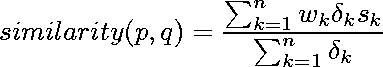 similarity(p, q) = \frac{\sum_{k=1}^{n} w_k \delta_k s_k}{\sum_{k=1}^{n} \delta_k}